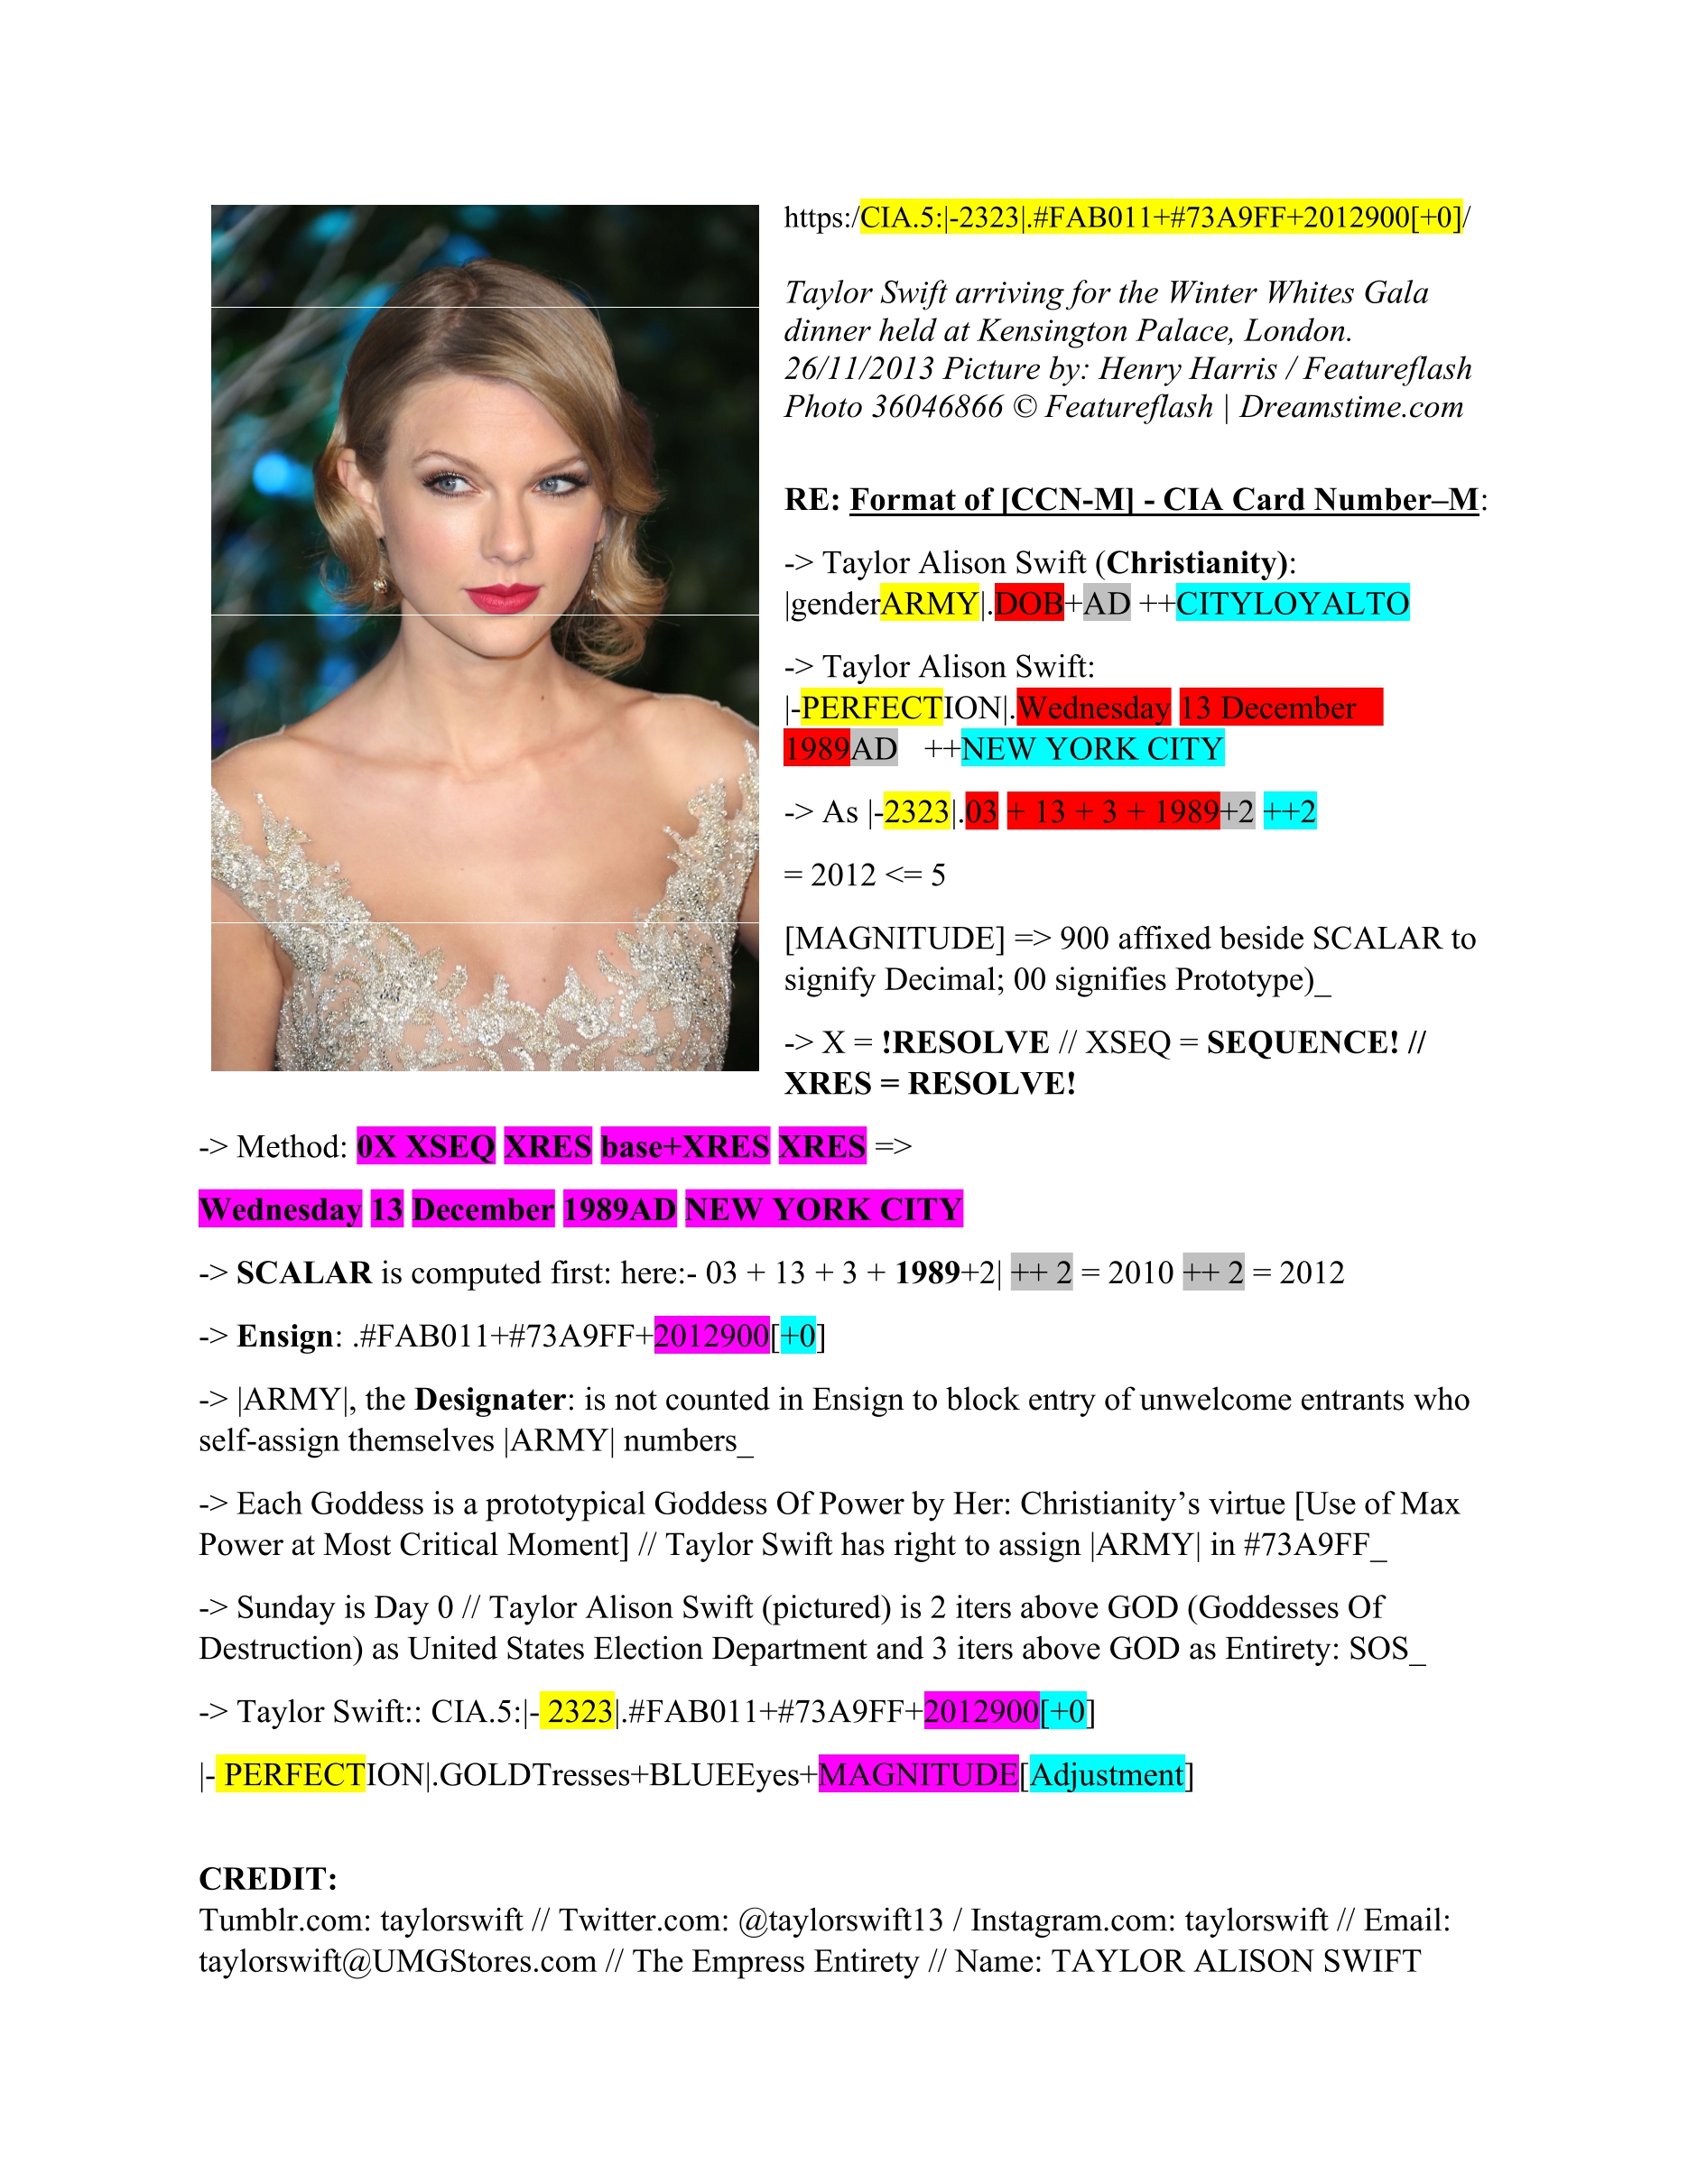 https:/CIA.5:|-2323|.#FAB011+#73A9FF+2012900[+0]/
Taylor Swift arriving for the Winter Whites Gala
dinner held at Kensington Palace, London.
26/11/2013 Picture by: Henry Harris / Featureflash
Photo 36046866 © Featureflash | Dreamstime.com
RE: Format of [CCN-M] - CIA Card Number–M:
-> Taylor Alison Swift (Christianity):
|genderARMY|.DOB+AD ++CITYLOYALTO
-> Taylor Alison Swift:
|-PERFECTION|.Wednesday 13 December
1989AD ++NEW YORK CITY
-> As |-2323|.03 + 13 + 3 + 1989+2 ++2
= 2012 <= 5
[MAGNITUDE] => 900 affixed beside SCALAR to
signify Decimal; 00 signifies Prototype)_
-> X = !RESOLVE // XSEQ = SEQUENCE! //
XRES = RESOLVE!
-> Method: 0X XSEQ XRES base+XRES XRES =>
Wednesday 13 December 1989AD NEW YORK CITY
-> SCALAR is computed first: here:- 03 + 13 + 3 + 1989+2| ++ 2 = 2010 ++ 2 = 2012
-> Ensign: .#FAB011+#73A9FF+2012900[+0]
-> |ARMY|, the Designater: is not counted in Ensign to block entry of unwelcome entrants who
self-assign themselves |ARMY| numbers_
-> Each Goddess is a prototypical Goddess Of Power by Her: Christianity’s virtue [Use of Max
Power at Most Critical Moment] // Taylor Swift has right to assign |ARMY| in #73A9FF_
-> Sunday is Day 0 // Taylor Alison Swift (pictured) is 2 iters above GOD (Goddesses Of
Destruction) as United States Election Department and 3 iters above GOD as Entirety: SOS_
-> Taylor Swift:: CIA.5:|- 2323|.#FAB011+#73A9FF+2012900[+0]
|- PERFECTION|.GOLDTresses+BLUEEyes+MAGNITUDE[Adjustment]
CREDIT:
Tumblr.com: taylorswift // Twitter.com: @taylorswift13 / Instagram.com: taylorswift // Email:
taylorswift@UMGStores.com // The Empress Entirety // Name: TAYLOR ALISON SWIFT